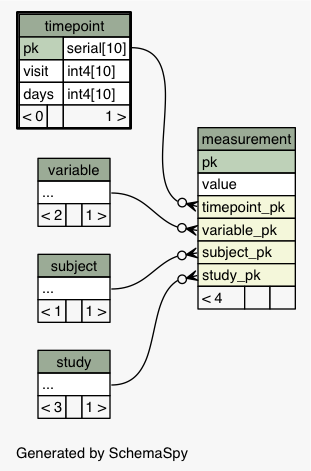 timepoint
pk serial[10]
visit int4[10]
days int4[10]
< 0 1 >
measurement
pk
value
timepoint_pk
variable_pk
subject_pk
study_pk
< 4
variable
...
< 2 1 >
subject
...
< 1 1 >
study
...
< 3 1 >
Generated by SchemaSpy